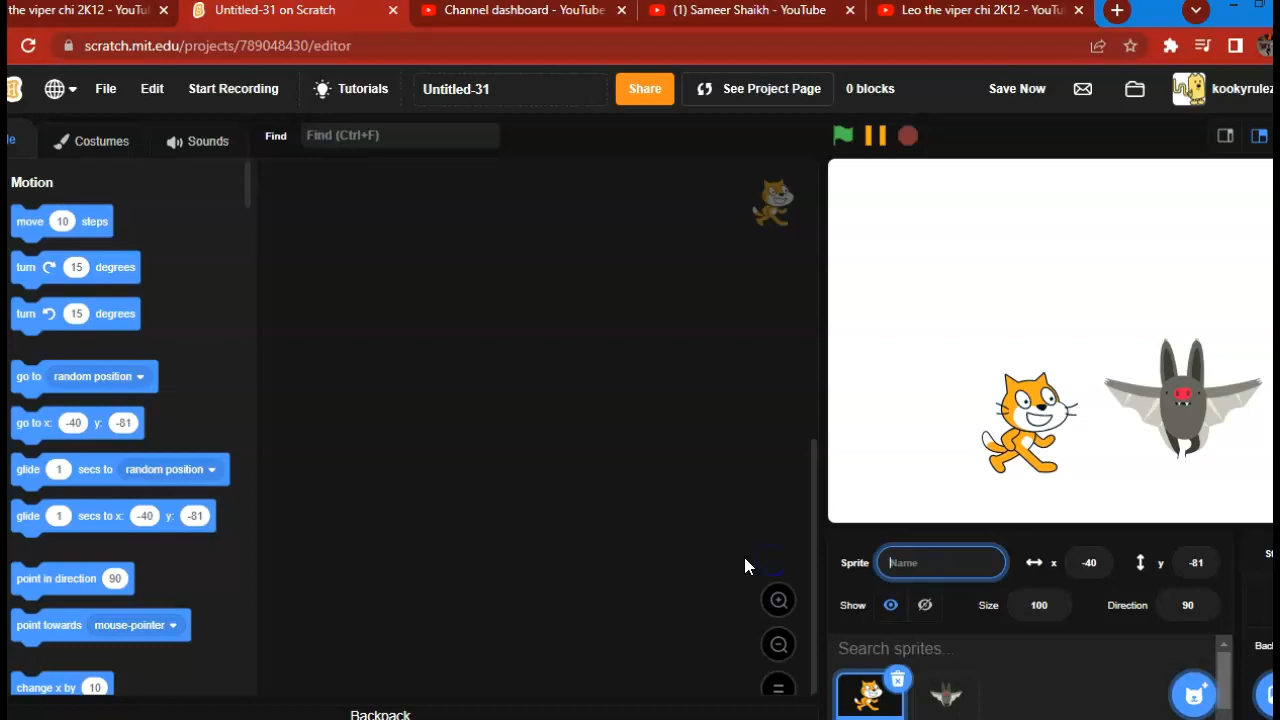 the viper chi 2K12 - YouTu
Untitled-31 on Scratch
Channel dashboard - YouTube
(1) Sameer Shaikh - YouTube
Leo the viper chi 2K12 - YouTu
scratch.mit.edu/projects/789048430/editor
File
Edit
Start Recording
Tutorials
Untitled-31
Share
See Project Page
0 blocks
Save Now
kookyrulez
Costumes
Sounds
Find
Find (Ctrl+F)
Motion
move 10 steps
turn 15 degrees
turn 15 degrees
go to random position
go to x: -40 y: -81
glide 1 secs to random position
glide 1 secs to x: -40 y: -81
point in direction 90
point towards mouse-pointer
change x by 10
Backpack
Sprite Name x -40 y -81
Show Size 100 Direction 90
Search sprites...